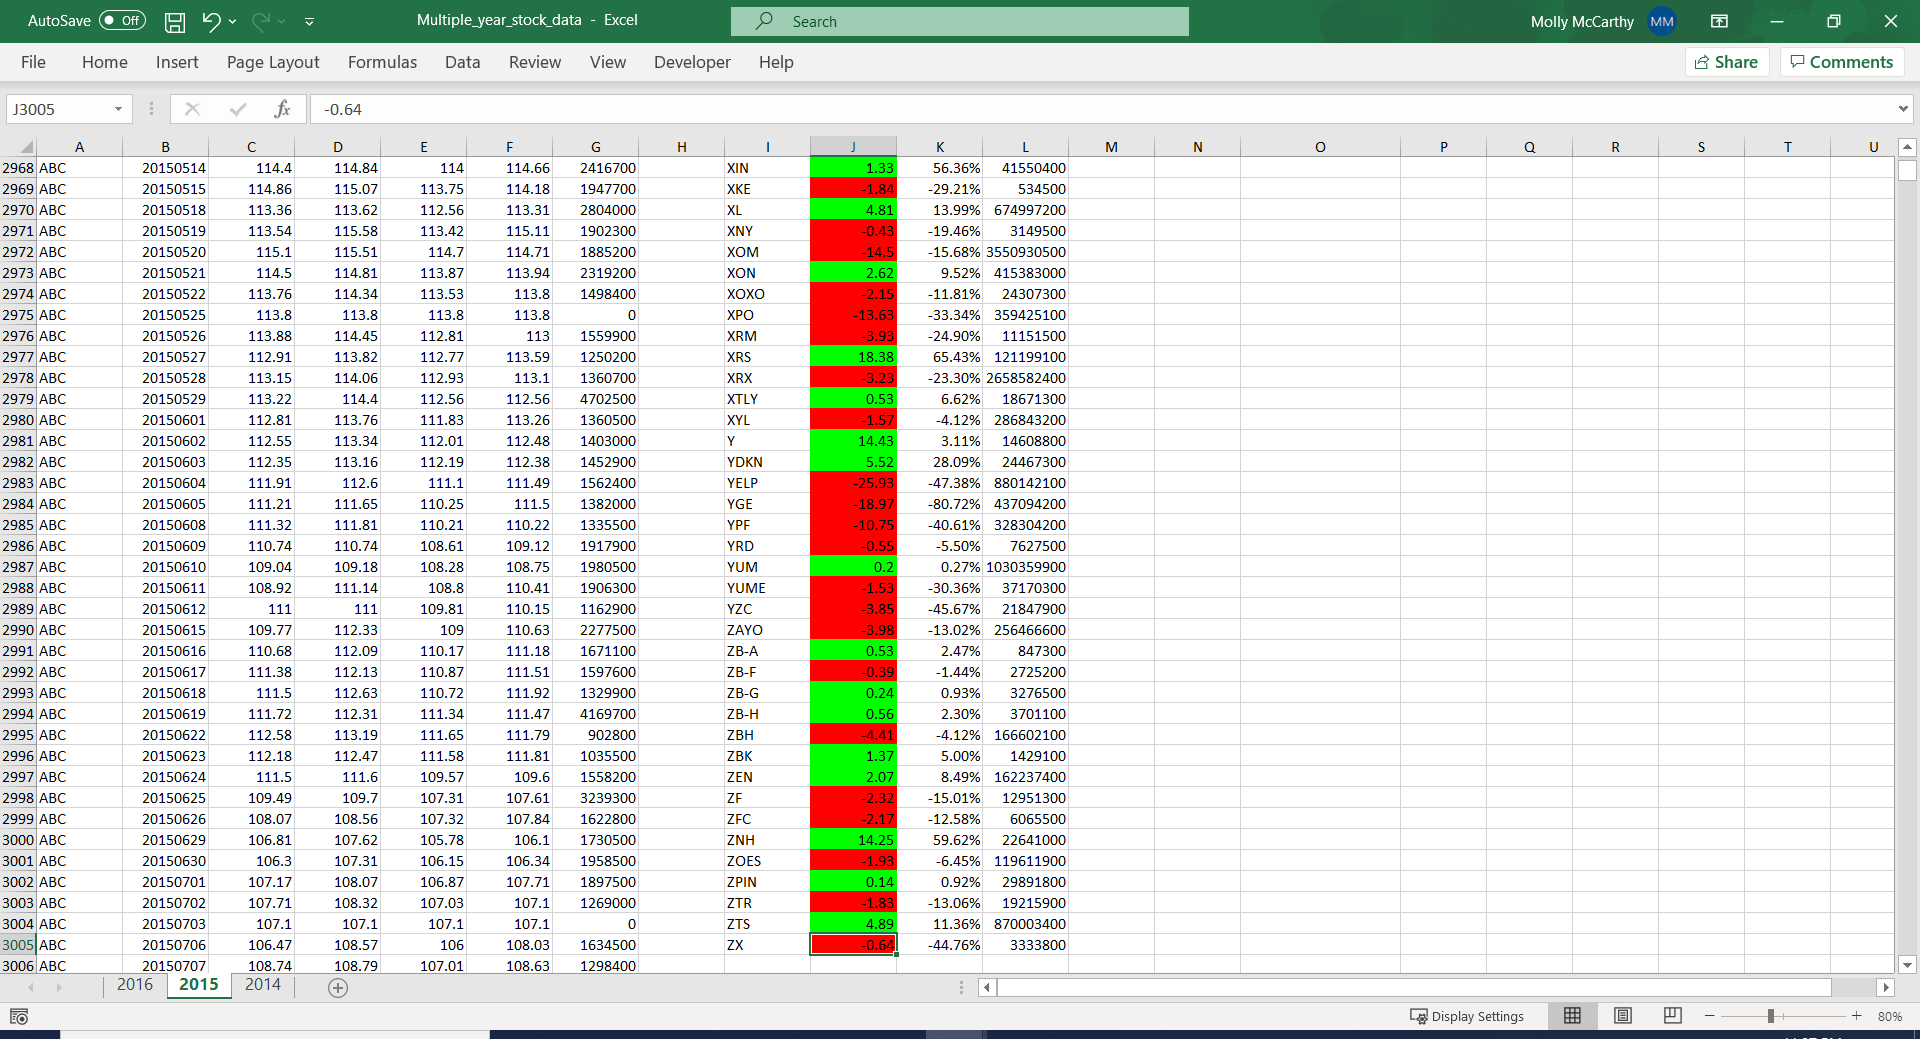 AutoSave Off Multiple_year_stock_data - Excel Search Molly McCarthy MM
File Home Insert Page Layout Formulas Data Review View Developer Help Share Comments
J3005 fx -0.64
A B C D E F G H I J K L M N O P Q R S T U
2968 ABC 20150514 114.4 114.84 114 114.66 2416700 XIN 1.33 56.36% 41550400
2969 ABC 20150515 114.86 115.07 113.75 114.18 1947700 XKE -1.84 -29.21% 534500
2970 ABC 20150518 113.36 113.62 112.56 113.31 2804000 XL 4.81 13.99% 674997200
2971 ABC 20150519 113.54 115.58 113.42 115.11 1902300 XNY -0.43 -19.46% 3149500
2972 ABC 20150520 115.1 115.51 114.7 114.71 1885200 XOM -14.5 -15.68% 3550930500
2973 ABC 20150521 114.5 114.81 113.87 113.94 2319200 XON 2.62 9.52% 415383000
2974 ABC 20150522 113.76 114.34 113.53 113.8 1498400 XOXO -2.15 -11.81% 24307300
2975 ABC 20150525 113.8 113.8 113.8 113.8 0 XPO -13.63 -33.34% 359425100
2976 ABC 20150526 113.88 114.45 112.81 113 1559900 XRM -3.93 -24.90% 11151500
2977 ABC 20150527 112.91 113.82 112.77 113.59 1250200 XRS 18.38 65.43% 121199100
2978 ABC 20150528 113.15 114.06 112.93 113.1 1360700 XRX -3.23 -23.30% 2658582400
2979 ABC 20150529 113.22 114.4 112.56 112.56 4702500 XTLY 0.53 6.62% 18671300
2980 ABC 20150601 112.81 113.76 111.83 113.26 1360500 XYL -1.57 -4.12% 286843200
2981 ABC 20150602 112.55 113.34 112.01 112.48 1403000 Y 14.43 3.11% 14608800
2982 ABC 20150603 112.35 113.16 112.19 112.38 1452900 YDKN 5.52 28.09% 24467300
2983 ABC 20150604 111.91 112.6 111.1 111.49 1562400 YELP -25.93 -47.38% 880142100
2984 ABC 20150605 111.21 111.65 110.25 111.5 1382000 YGE -18.97 -80.72% 437094200
2985 ABC 20150608 111.32 111.81 110.21 110.22 1335500 YPF -10.75 -40.61% 328304200
2986 ABC 20150609 110.74 110.74 108.61 109.12 1917900 YRD -0.55 -5.50% 7627500
2987 ABC 20150610 109.04 109.18 108.28 108.75 1980500 YUM 0.2 0.27% 1030359900
2988 ABC 20150611 108.92 111.14 108.8 110.41 1906300 YUME -1.53 -30.36% 37170300
2989 ABC 20150612 111 111 109.81 110.15 1162900 YZC -3.85 -45.67% 21847900
2990 ABC 20150615 109.77 112.33 109 110.63 2277500 ZAYO -3.98 -13.02% 256466600
2991 ABC 20150616 110.68 112.09 110.17 111.18 1671100 ZB-A 0.53 2.47% 847300
2992 ABC 20150617 111.38 112.13 110.87 111.51 1597600 ZB-F -0.39 -1.44% 2725200
2993 ABC 20150618 111.5 112.63 110.72 111.92 1329900 ZB-G 0.24 0.93% 3276500
2994 ABC 20150619 111.72 112.31 111.34 111.47 4169700 ZB-H 0.56 2.30% 3701100
2995 ABC 20150622 112.58 113.19 111.65 111.79 902800 ZBH -4.41 -4.12% 166602100
2996 ABC 20150623 112.18 112.47 111.58 111.81 1035500 ZBK 1.37 5.00% 1429100
2997 ABC 20150624 111.5 111.6 109.57 109.6 1558200 ZEN 2.07 8.49% 162237400
2998 ABC 20150625 109.49 109.7 107.31 107.61 3239300 ZF -2.32 -15.01% 12951300
2999 ABC 20150626 108.07 108.56 107.32 107.84 1622800 ZFC -2.17 -12.58% 6065500
3000 ABC 20150629 106.81 107.62 105.78 106.1 1730500 ZNH 14.25 59.62% 22641000
3001 ABC 20150630 106.3 107.31 106.15 106.34 1958500 ZOES -1.93 -6.45% 119611900
3002 ABC 20150701 107.17 108.07 106.87 107.71 1897500 ZPIN 0.14 0.92% 29891800
3003 ABC 20150702 107.71 108.32 107.03 107.1 1269000 ZTR -1.83 -13.06% 19215900
3004 ABC 20150703 107.1 107.1 107.1 107.1 0 ZTS 4.89 11.36% 870003400
3005 ABC 20150706 106.47 108.57 106 108.03 1634500 ZX -0.64 -44.76% 3333800
3006 ABC 20150707 108.74 108.79 107.01 108.63 1298400
2016 2015 2014
Display Settings 80%